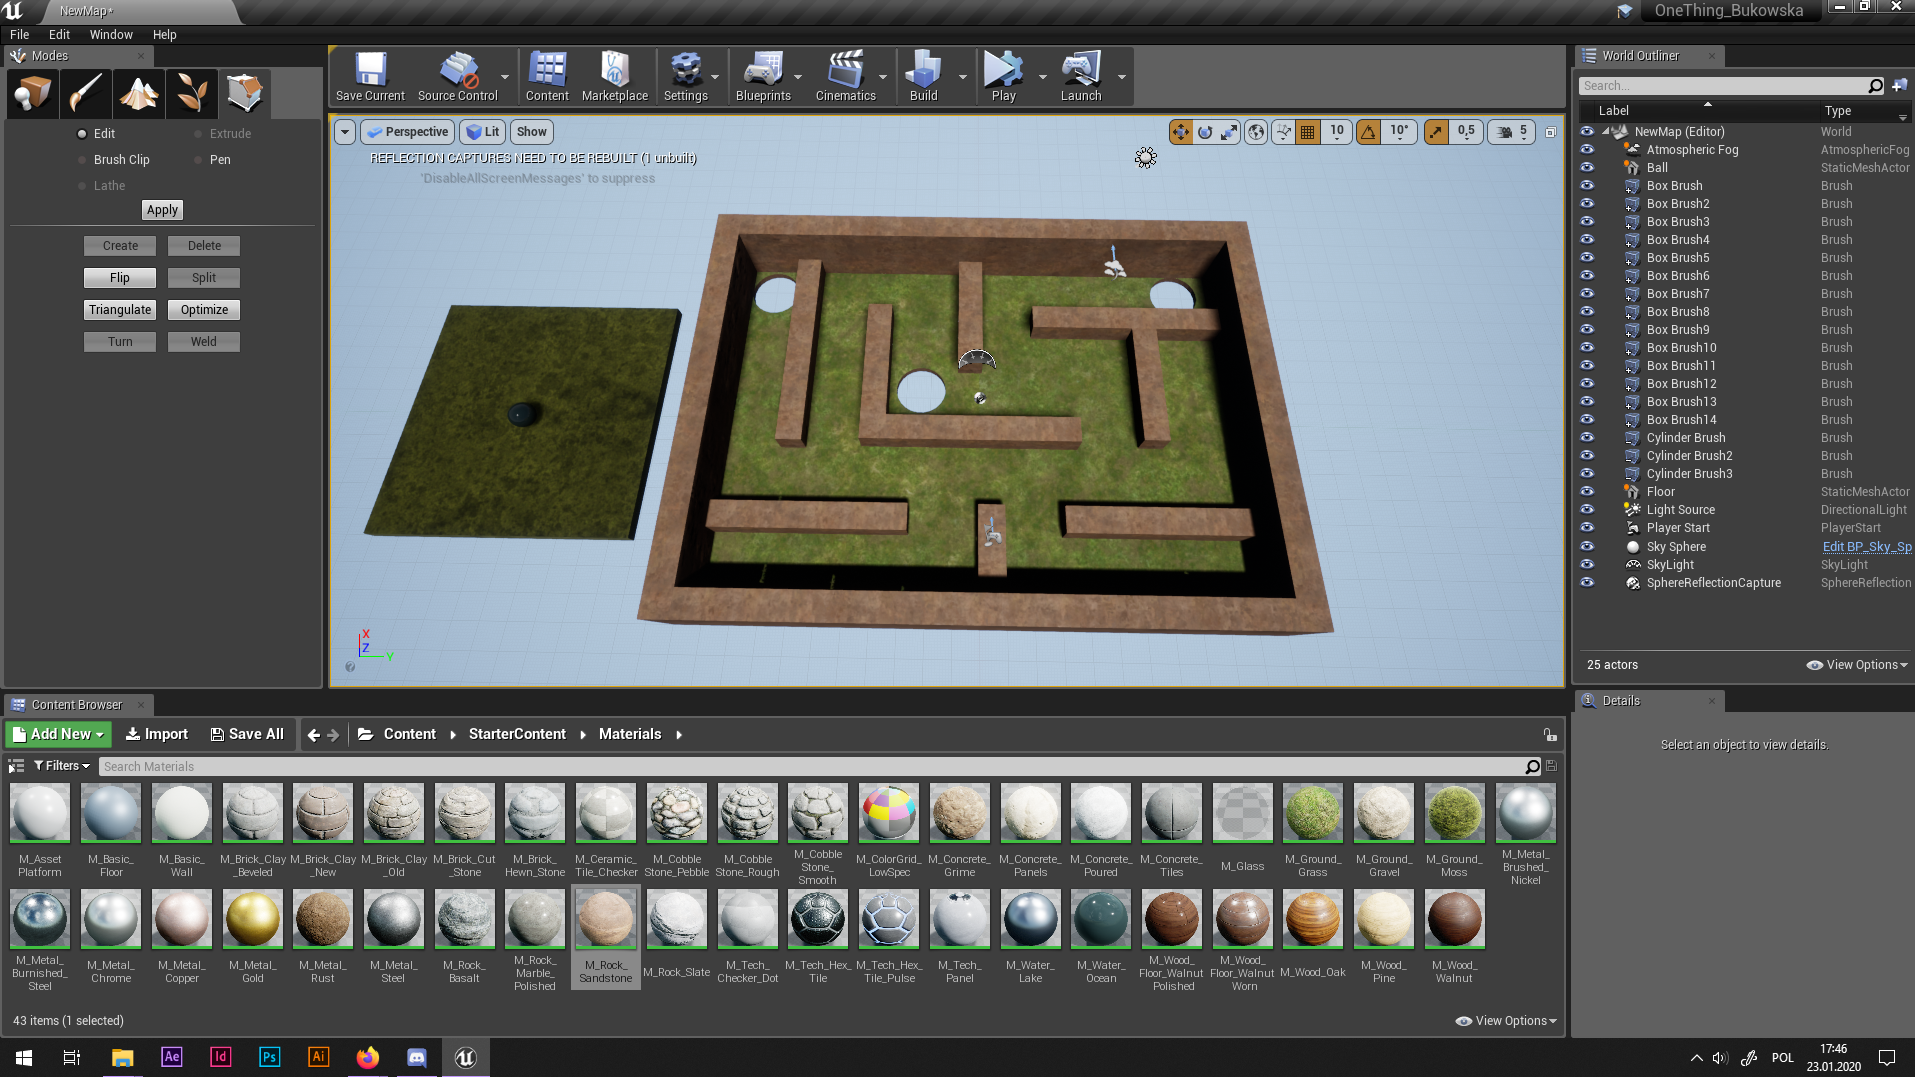 NewMap*
OneThing_Bukowska
File Edit Window Help
Modes
Save Current
Source Control
Content
Marketplace
Settings
Blueprints
Cinematics
Build
Play
Launch
Edit
Extrude
Brush Clip
Pen
Lathe
Apply
Create
Delete
Flip
Split
Triangulate
Optimize
Turn
Weld
Perspective
Lit
Show
10
10°
0,5
5
REFLECTION CAPTURES NEED TO BE REBUILT (1 unbuilt)
'DisableAllScreenMessages' to suppress
X
Z
Y
World Outliner
Search...
Label Type
NewMap (Editor) World
Atmospheric Fog AtmosphericFog
Ball StaticMeshActor
Box Brush Brush
Box Brush2 Brush
Box Brush3 Brush
Box Brush4 Brush
Box Brush5 Brush
Box Brush6 Brush
Box Brush7 Brush
Box Brush8 Brush
Box Brush9 Brush
Box Brush10 Brush
Box Brush11 Brush
Box Brush12 Brush
Box Brush13 Brush
Box Brush14 Brush
Cylinder Brush Brush
Cylinder Brush2 Brush
Cylinder Brush3 Brush
Floor StaticMeshActor
Light Source DirectionalLight
Player Start PlayerStart
Sky Sphere Edit BP_Sky_Sp
SkyLight SkyLight
SphereReflectionCapture SphereReflection
25 actors
View Options
Details
Select an object to view details.
Content Browser
Add New
Import
Save All
Content
StarterContent
Materials
Filters
Search Materials
M_Asset
Platform
M_Basic_
Floor
M_Basic_
Wall
M_Brick_Clay
_Beveled
M_Brick_Clay
_New
M_Brick_Clay
_Old
M_Brick_Cut
_Stone
M_Brick_
Hewn_Stone
M_Ceramic_
Tile_Checker
M_Cobble
Stone_Pebble
M_Cobble
Stone_Rough
M_Cobble
Stone_
Smooth
M_ColorGrid_
LowSpec
M_Concrete_
Grime
M_Concrete_
Panels
M_Concrete_
Poured
M_Concrete_
Tiles
M_Glass
M_Ground_
Grass
M_Ground_
Gravel
M_Ground_
Moss
M_Metal_
Brushed_
Nickel
M_Metal_
Burnished_
Steel
M_Metal_
Chrome
M_Metal_
Copper
M_Metal_
Gold
M_Metal_
Rust
M_Metal_
Steel
M_Rock_
Basalt
M_Rock_
Marble_
Polished
M_Rock_
Sandstone
M_Rock_Slate
M_Tech_
Checker_Dot
M_Tech_Hex_
Tile
M_Tech_Hex_
Tile_Pulse
M_Tech_
Panel
M_Water_
Lake
M_Water_
Ocean
M_Wood_
Floor_Walnut
Polished
M_Wood_
Floor_Walnut
Worn
M_Wood_Oak
M_Wood_
Pine
M_Wood_
Walnut
43 items (1 selected)
View Options
Ae
Id
Ps
Ai
POL
17:46
23.01.2020